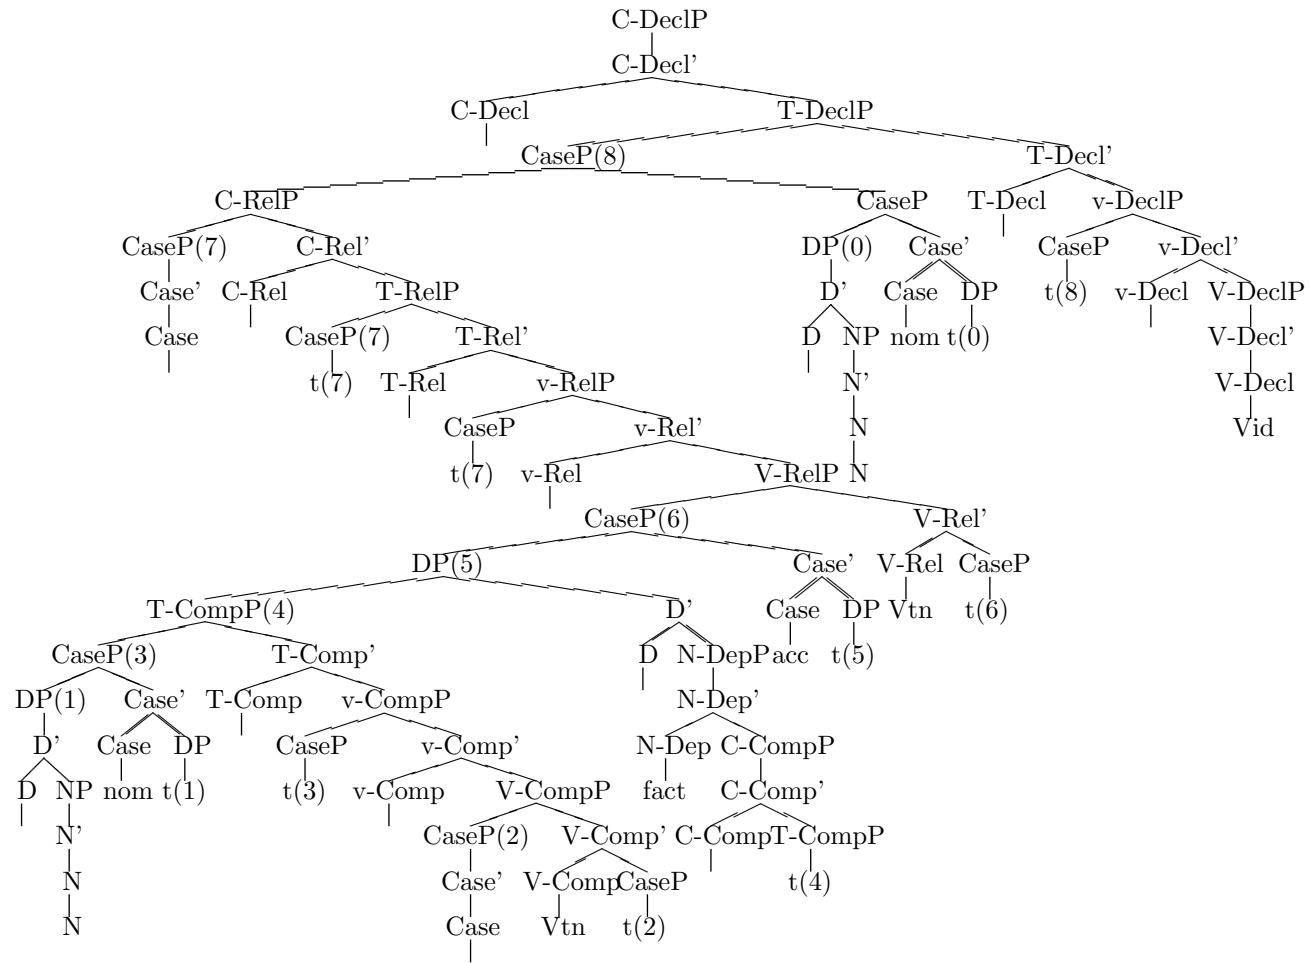 C-DeclP
C-Decl’
C-Decl T-DeclP
CaseP(8) T-Decl’
C-RelP CaseP T-Decl v-DeclP
CaseP(7) C-Rel’ DP(0) Case’ CaseP v-Decl’
Case’ C-Rel T-RelP D’ Case DP t(8) v-Decl V-DeclP
Case CaseP(7) T-Rel’ D NP nom t(0) V-Decl’
t(7) T-Rel v-RelP N’ V-Decl
CaseP v-Rel’ N Vid
t(7) v-Rel V-RelP N
CaseP(6) V-Rel’
DP(5) Case’ V-Rel CaseP
T-CompP(4) D’ Case DP Vtn t(6)
CaseP(3) T-Comp’ D N-DepP acc t(5)
DP(1) Case’ T-Comp v-CompP N-Dep’
D’ Case DP CaseP v-Comp’ N-Dep C-CompP
D NP nom t(1) t(3) v-Comp V-CompP fact C-Comp’
N’ CaseP(2) V-Comp’ C-Comp T-CompP
N Case’ V-Comp CaseP t(4)
N Case Vtn t(2)